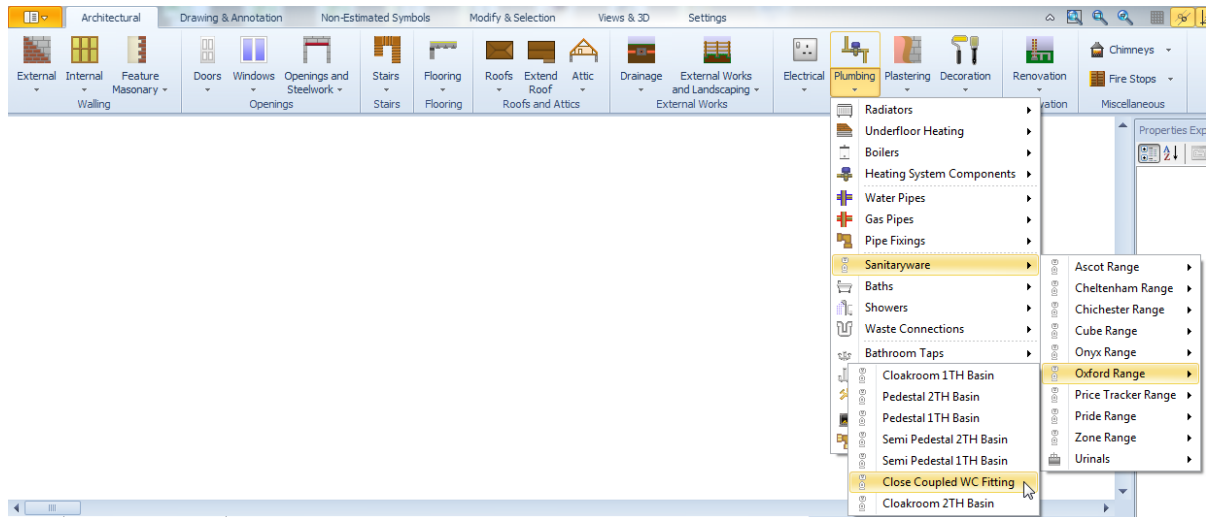 Architectural Drawing & Annotation Non-Estimated Symbols Modify & Selection Views & 3D Settings
External Internal Feature Masonary Doors Windows Openings and Steelwork Stairs Flooring Roofs Extend Roof Attic Drainage External Works and Landscaping Electrical Plumbing Plastering Decoration Renovation Chimneys
Fire Stops
Walling Openings Stairs Flooring Roofs and Attics External Works ation Miscellaneous
Radiators
Properties Exp
Underfloor Heating
Boilers
Heating System Components
Water Pipes
Gas Pipes
Pipe Fixings
Sanitaryware
Ascot Range
Baths
Cheltenham Range
Showers
Chichester Range
Waste Connections
Cube Range
Bathroom Taps
Onyx Range
Cloakroom 1TH Basin
Oxford Range
Pedestal 2TH Basin
Price Tracker Range
Pedestal 1TH Basin
Pride Range
Semi Pedestal 2TH Basin
Zone Range
Semi Pedestal 1TH Basin
Urinals
Close Coupled WC Fitting
Cloakroom 2TH Basin